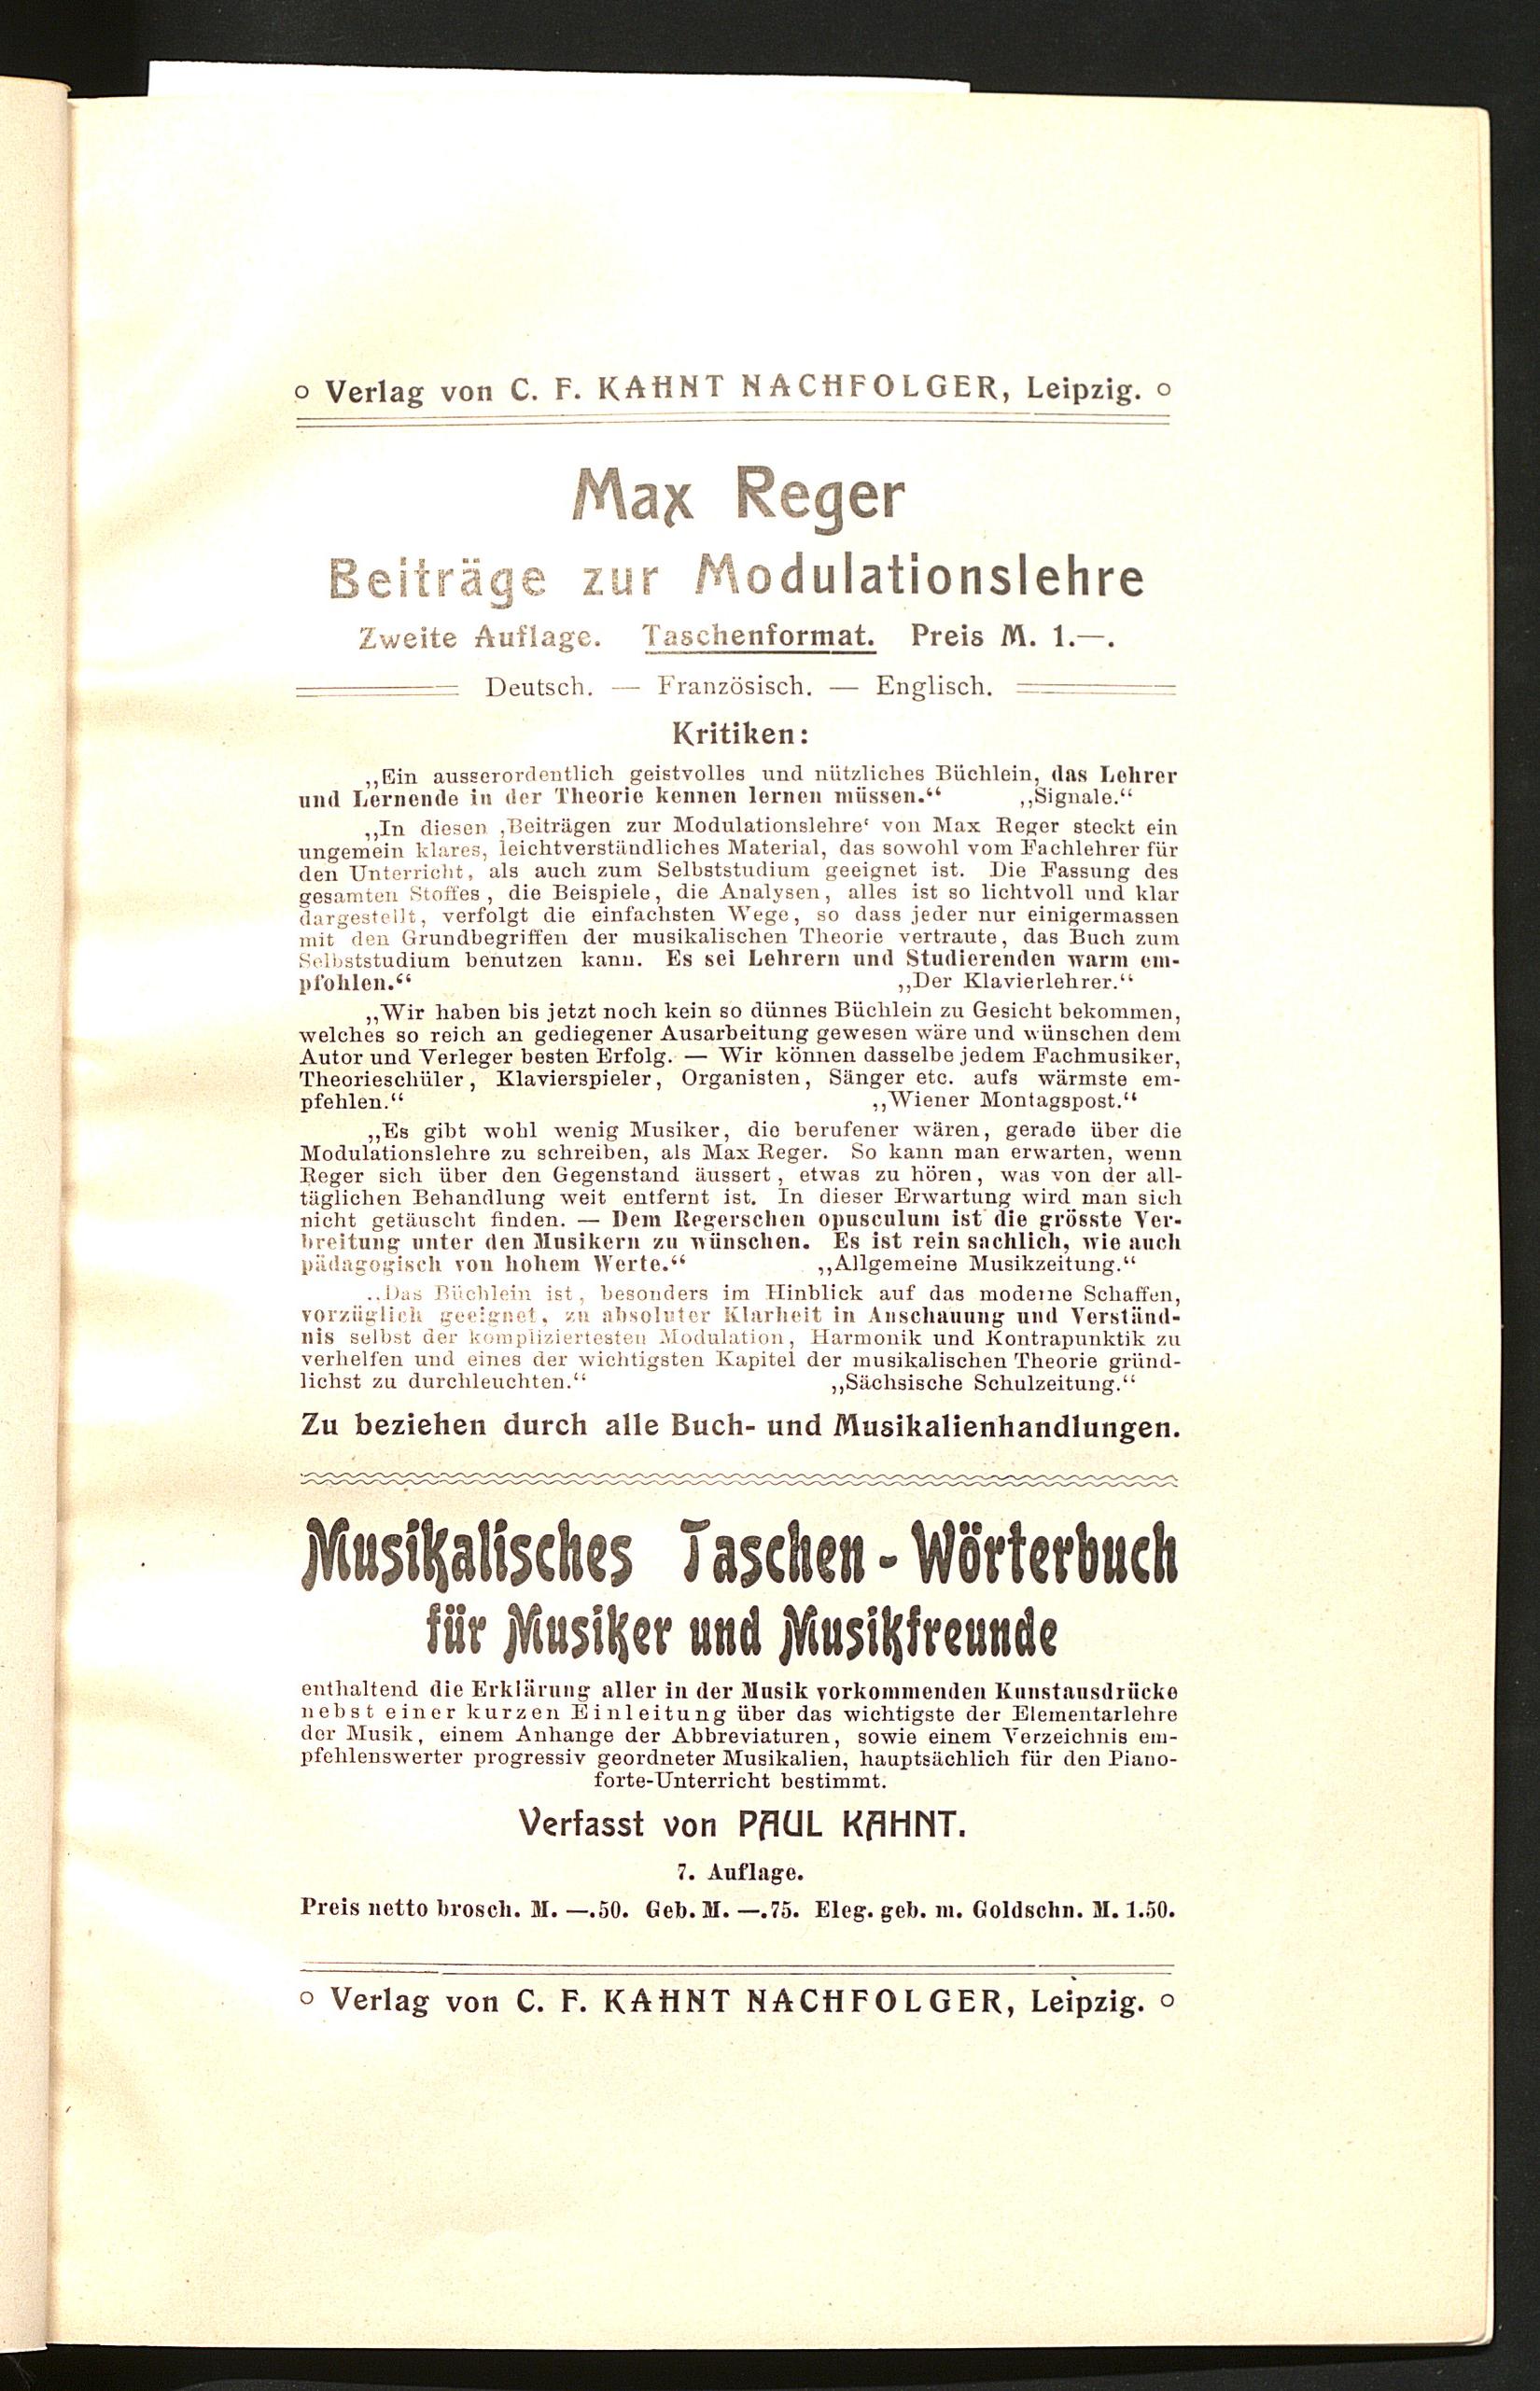 o Verlag von C. F. KAHNT NACHFOLGER, Leipzig. o
Max Reger
Beiträge zur Modulationslehre
Zweite Auflage. Taschenformat. Preis M. 1.—.
Deutsch. — Französisch. — Englisch.
Kritiken:
„Ein ausserordentlich geistvolles und nützliches Büchlein, das Lehrer
und Lernende in der Theorie kennen lernen müssen.“ „Signale.“
„In diesen ‚Beiträgen zur Modulationslehre‘ von Max Reger steckt ein
ungemein klares, leichtverständliches Material, das sowohl vom Fachlehrer für
den Unterricht, als auch zum Selbststudium geeignet ist. Die Fassung des
gesamten Stoffes, die Beispiele, die Analysen, alles ist so lichtvoll und klar
dargestellt, verfolgt die einfachsten Wege, so dass jeder nur einigermassen
mit den Grundbegriffen der musikalischen Theorie vertraute, das Buch zum
Selbststudium benutzen kann. Es sei Lehrern und Studierenden warm em-
pfohlen.“ „Der Klavierlehrer.“
„Wir haben bis jetzt noch kein so dünnes Büchlein zu Gesicht bekommen,
welches so reich an gediegener Ausarbeitung gewesen wäre und wünschen dem
Autor und Verleger besten Erfolg. — Wir können dasselbe jedem Fachmusiker,
Theorieschüler, Klavierspieler, Organisten, Sänger etc. aufs wärmste em-
pfehlen.“ „Wiener Montagspost.“
„Es gibt wohl wenig Musiker, die berufener wären, gerade über die
Modulationslehre zu schreiben, als Max Reger. So kann man erwarten, wenn
Reger sich über den Gegenstand äussert, etwas zu hören, was von der all-
täglichen Behandlung weit entfernt ist. In dieser Erwartung wird man sich
nicht getäuscht finden. — Dem Regerschen opusculum ist die grösste Ver-
breitung unter den Musikern zu wünschen. Es ist rein sachlich, wie auch
pädagogisch von hohem Werte.“ „Allgemeine Musikzeitung.“
„Das Büchlein ist, besonders im Hinblick auf das moderne Schaffen,
vorzüglich geeignet, zu absoluter Klarheit in Anschauung und Verständ-
nis selbst der kompliziertesten Modulation, Harmonik und Kontrapunktik zu
verhelfen und eines der wichtigsten Kapitel der musikalischen Theorie gründ-
lichst zu durchleuchten.“ „Sächsische Schulzeitung.“
Zu beziehen durch alle Buch- und Musikalienhandlungen.
Musikalisches Taschen-Wörterbuch
für Musiker und Musikfreunde
enthaltend die Erklärung aller in der Musik vorkommenden Kunstausdrücke
nebst einer kurzen Einleitung über das wichtigste der Elementarlehre
der Musik, einem Anhange der Abbreviaturen, sowie einem Verzeichnis em-
pfehlenswerter progressiv geordneter Musikalien, hauptsächlich für den Piano-
forte-Unterricht bestimmt.
Verfasst von PAUL KAHNT.
7. Auflage.
Preis netto brosch. M. —.50. Geb. M. —.75. Eleg. geb. m. Goldschn. M. 1.50.
o Verlag von C. F. KAHNT NACHFOLGER, Leipzig. o